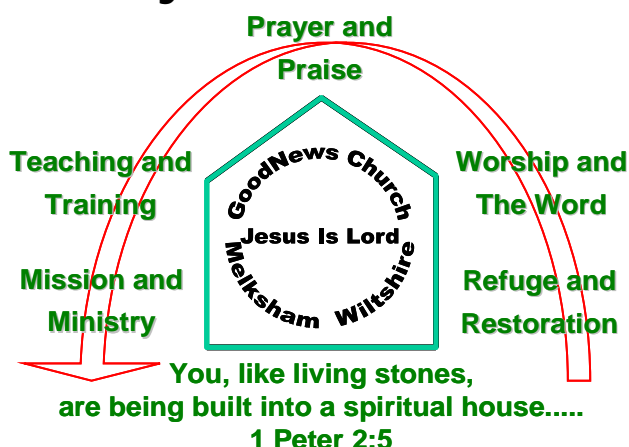 Prayer and
Praise
Teaching and
Training
Worship and
The Word
GoodNews Church
Jesus Is Lord
Melksham Wiltshire
Mission and
Ministry
Refuge and
Restoration
You, like living stones,
are being built into a spiritual house.....
1 Peter 2:5